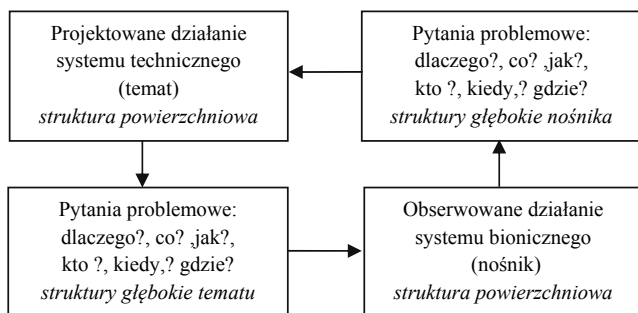 Projektowane działanie
systemu technicznego
(temat)
struktura powierzchniowa
Pytania problemowe:
dlaczego?, co? ,jak?,
kto ?, kiedy,? gdzie?
struktury głębokie nośnika
Pytania problemowe:
dlaczego?, co? ,jak?,
kto ?, kiedy,? gdzie?
struktury głębokie tematu
Obserwowane działanie
systemu bionicznego
(nośnik)
struktura powierzchniowa